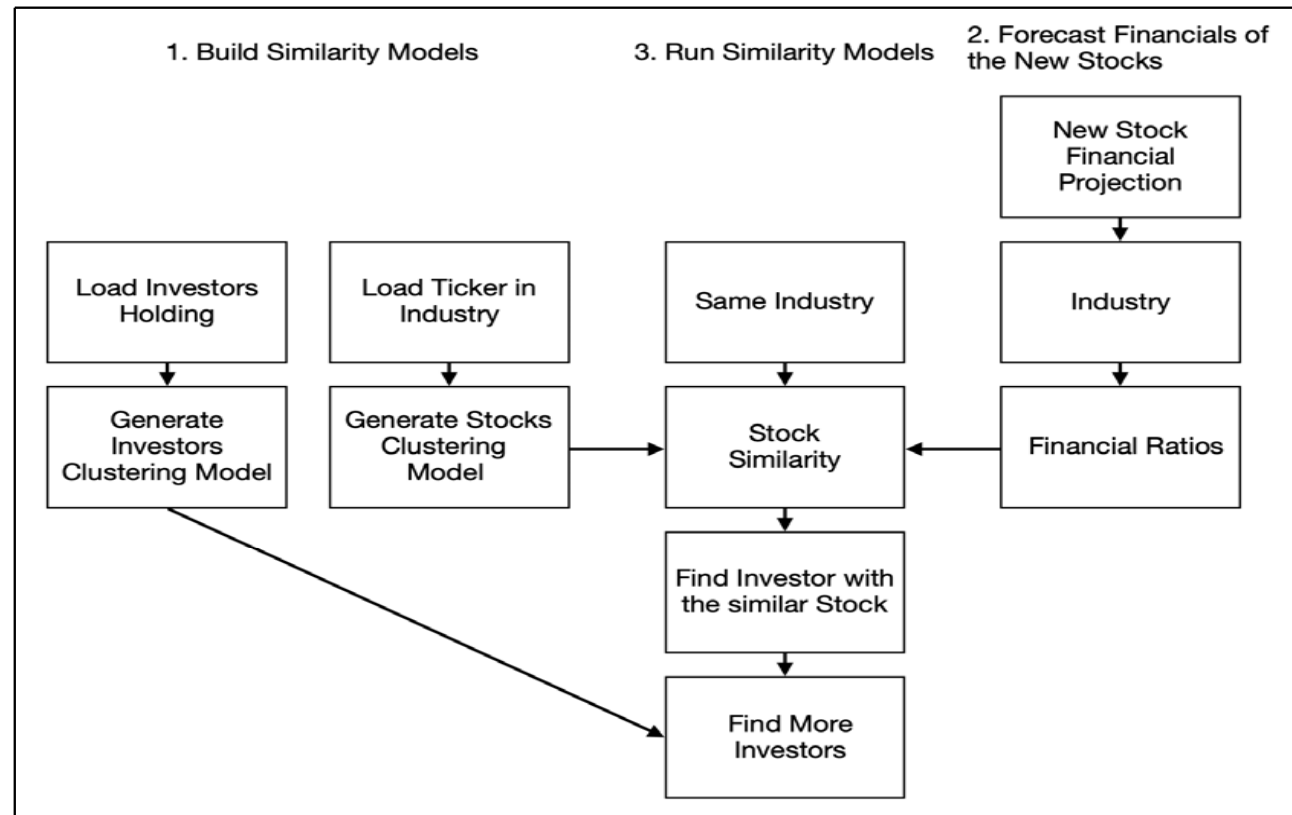 1. Build Similarity Models
3. Run Similarity Models
2. Forecast Financials of
the New Stocks
New Stock
Financial
Projection
Load Investors
Holding
Load Ticker in
Industry
Same Industry
Industry
Generate
Investors
Clustering Model
Generate Stocks
Clustering
Model
Stock
Similarity
Financial Ratios
Find Investor with
the similar Stock
Find More
Investors